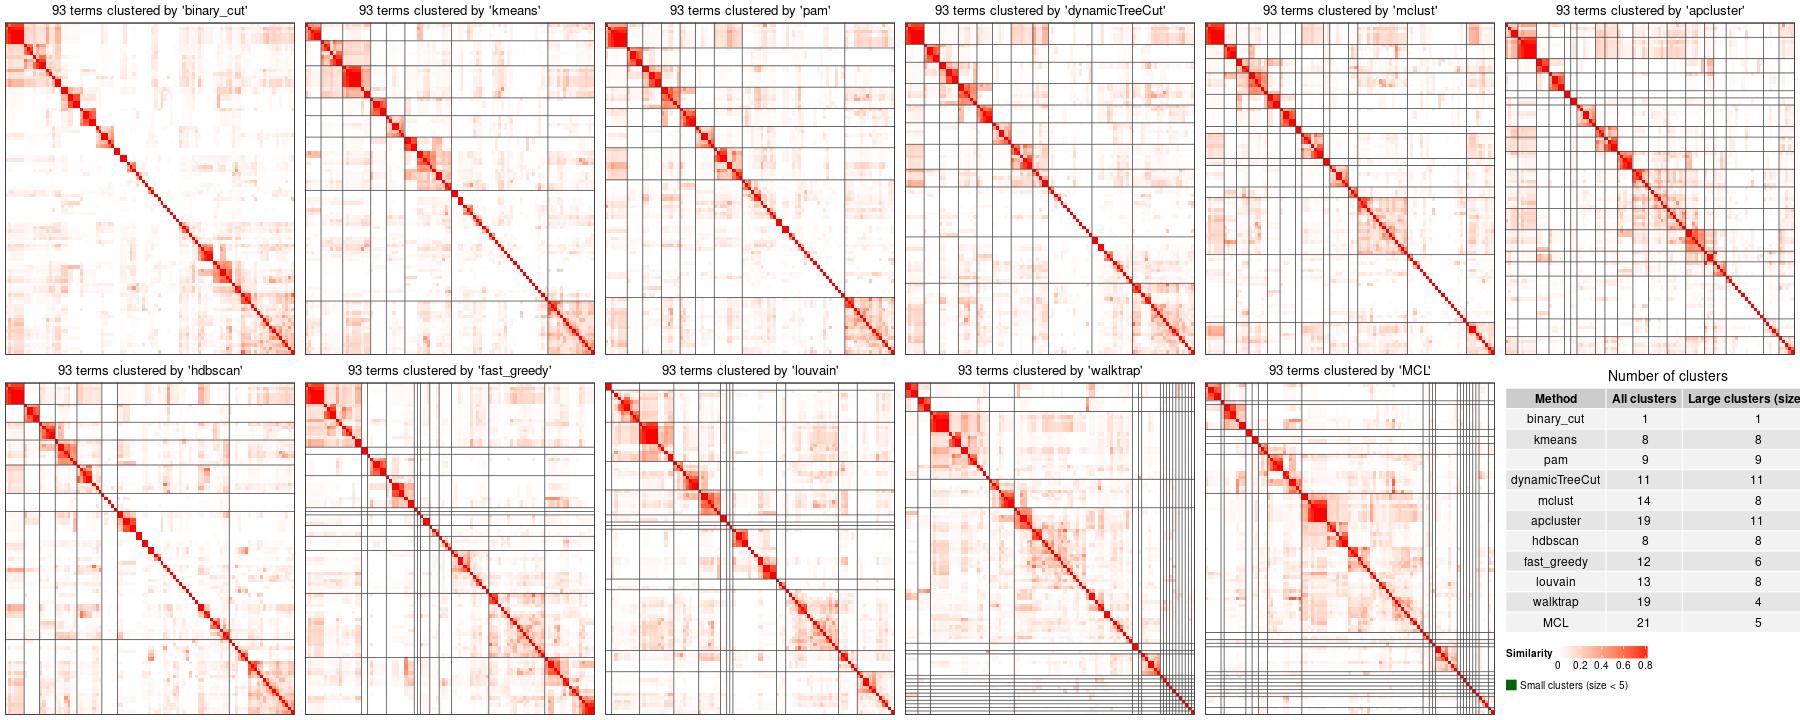 93 terms clustered by 'binary_cut'
93 terms clustered by 'kmeans'
93 terms clustered by 'pam'
93 terms clustered by 'dynamicTreeCut'
93 terms clustered by 'mclust'
93 terms clustered by 'apcluster'
93 terms clustered by 'hdbscan'
93 terms clustered by 'fast_greedy'
93 terms clustered by 'louvain'
93 terms clustered by 'walktrap'
93 terms clustered by 'MCL'
Number of clusters
Method All clusters Large clusters (size
binary_cut 1 1
kmeans 8 8
pam 9 9
dynamicTreeCut 11 11
mclust 14 8
apcluster 19 11
hdbscan 8 8
fast_greedy 12 6
louvain 13 8
walktrap 19 4
MCL 21 5
Similarity
0 0.2 0.4 0.6 0.8
Small clusters (size < 5)